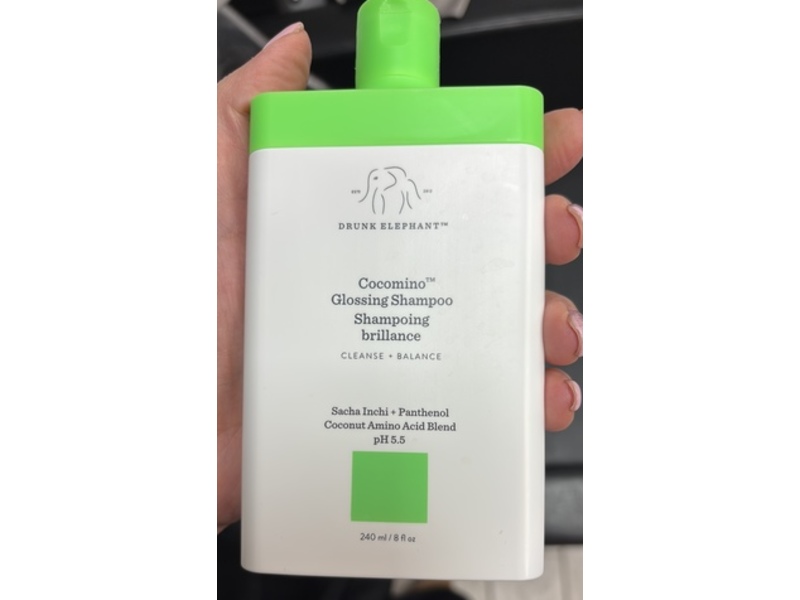 DRUNK ELEPHANT™
Cocomino™
Glossing Shampoo
Shampoing
brillance
CLEANSE + BALANCE
Sacha Inchi + Panthenol
Coconut Amino Acid Blend
pH 5.5
240 ml / 8 fl oz